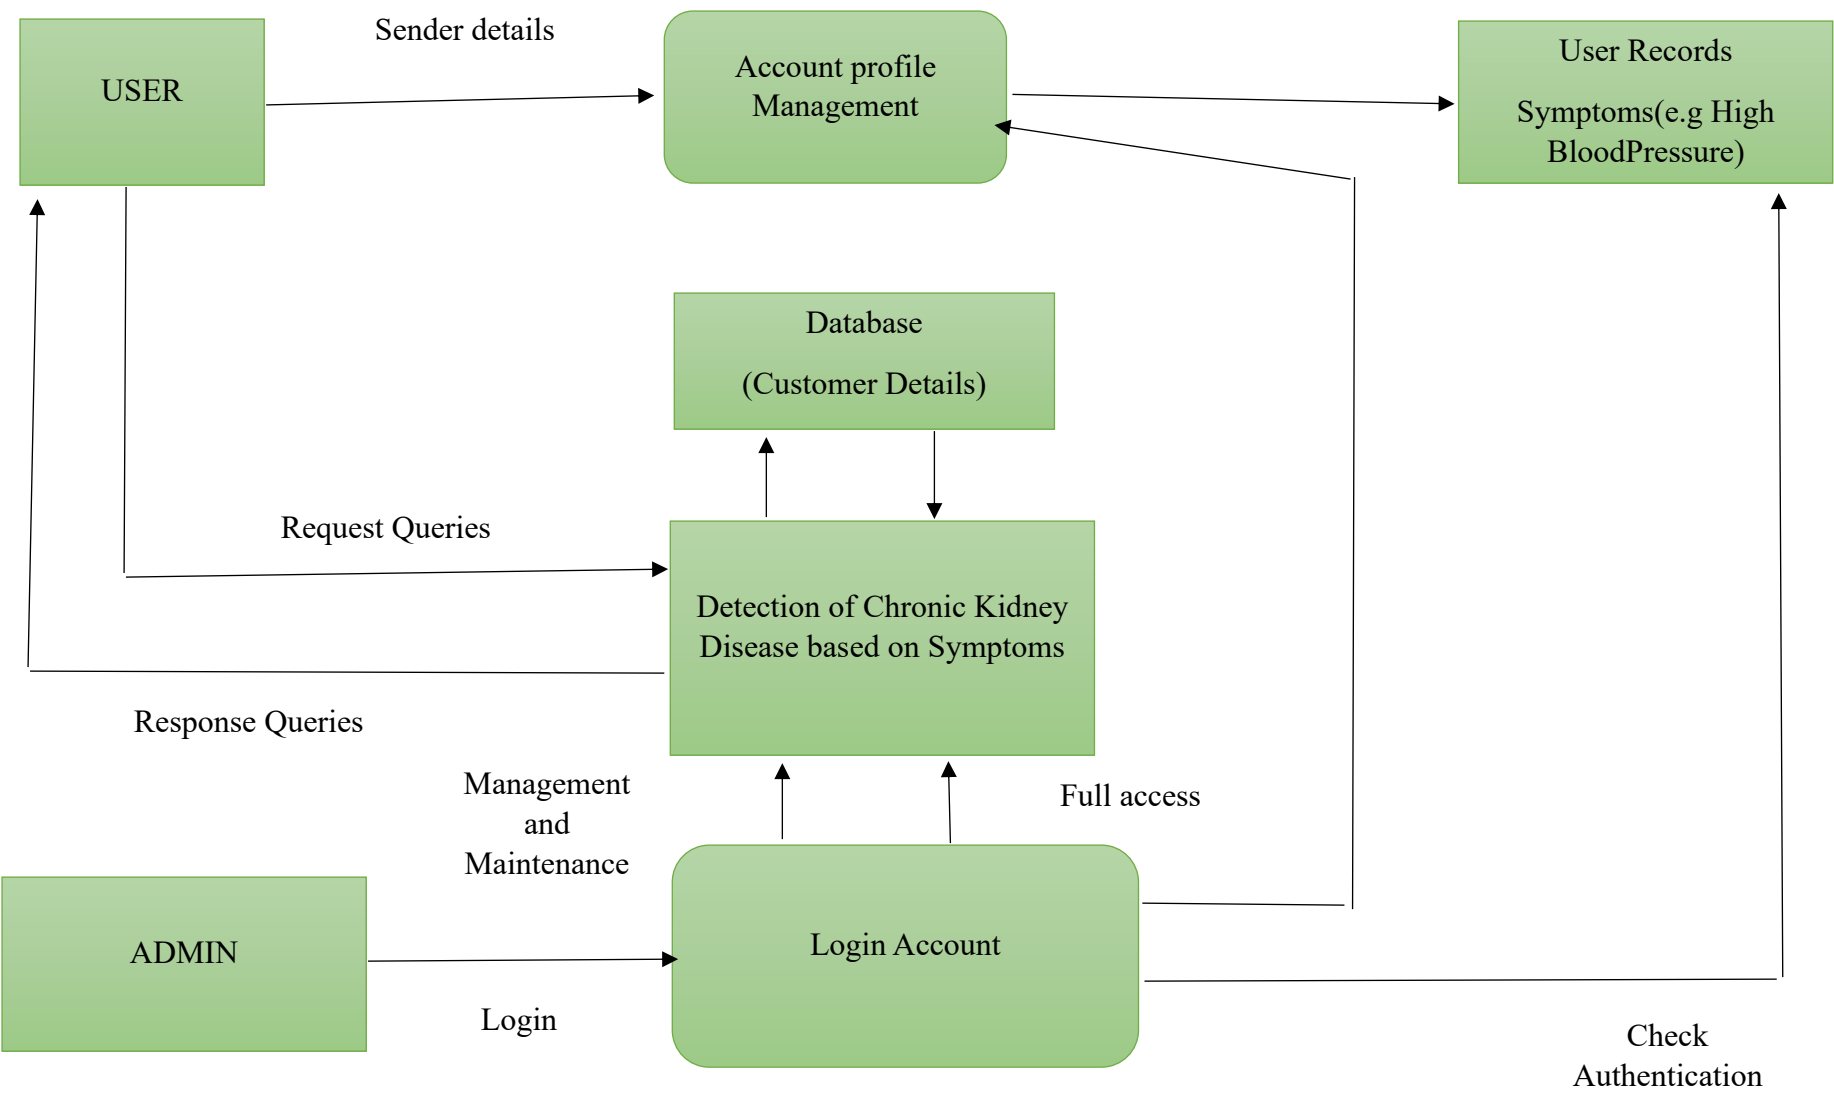 Sender details
USER
Account profile
Management
User Records
Symptoms(e.g High
BloodPressure)
Database
(Customer Details)
Request Queries
Detection of Chronic Kidney
Disease based on Symptoms
Response Queries
Management
and
Maintenance
Full access
ADMIN
Login Account
Login
Check
Authentication